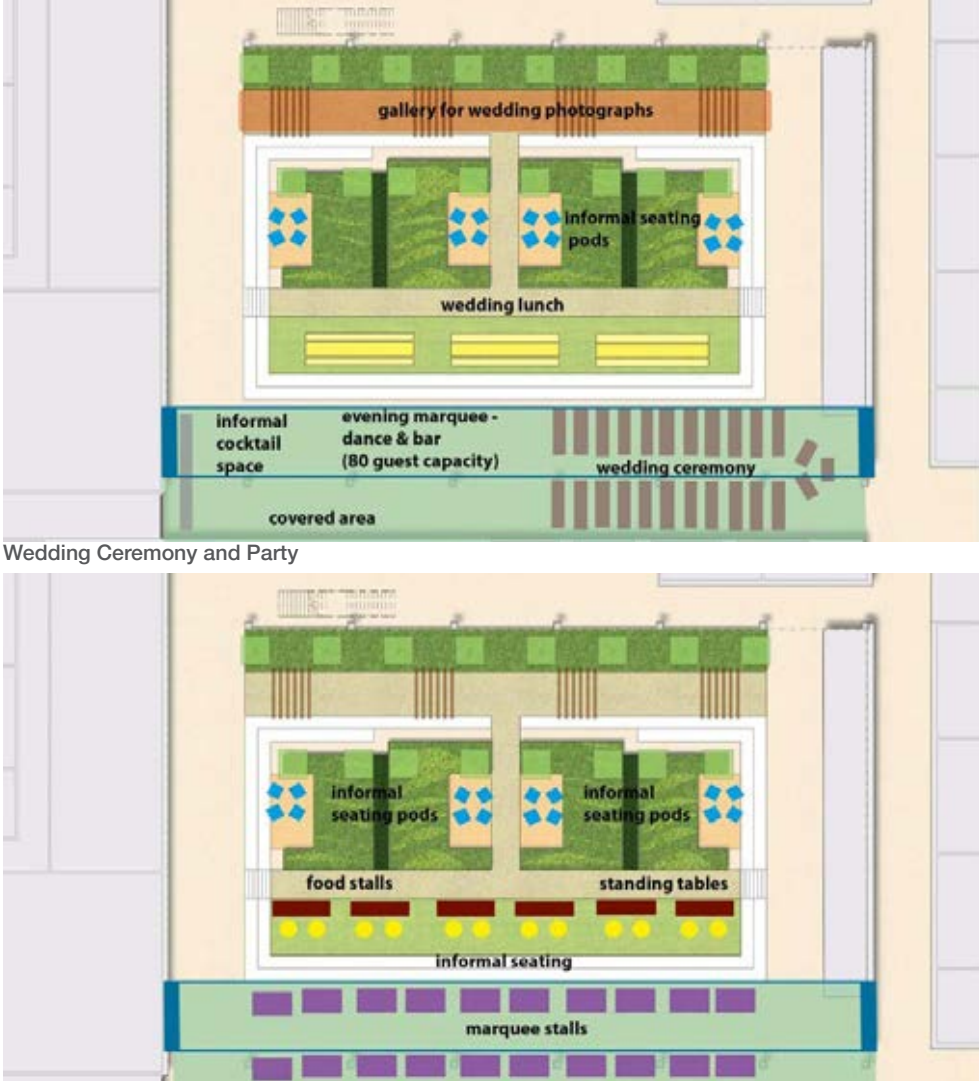 gallery for wedding photographs
informal seating
pods
wedding lunch
informal
cocktail
space
evening marquee -
dance & bar
(80 guest capacity)
wedding ceremony
covered area
Wedding Ceremony and Party
informal
seating pods
informal
seating pods
food stalls
standing tables
informal seating
marquee stalls